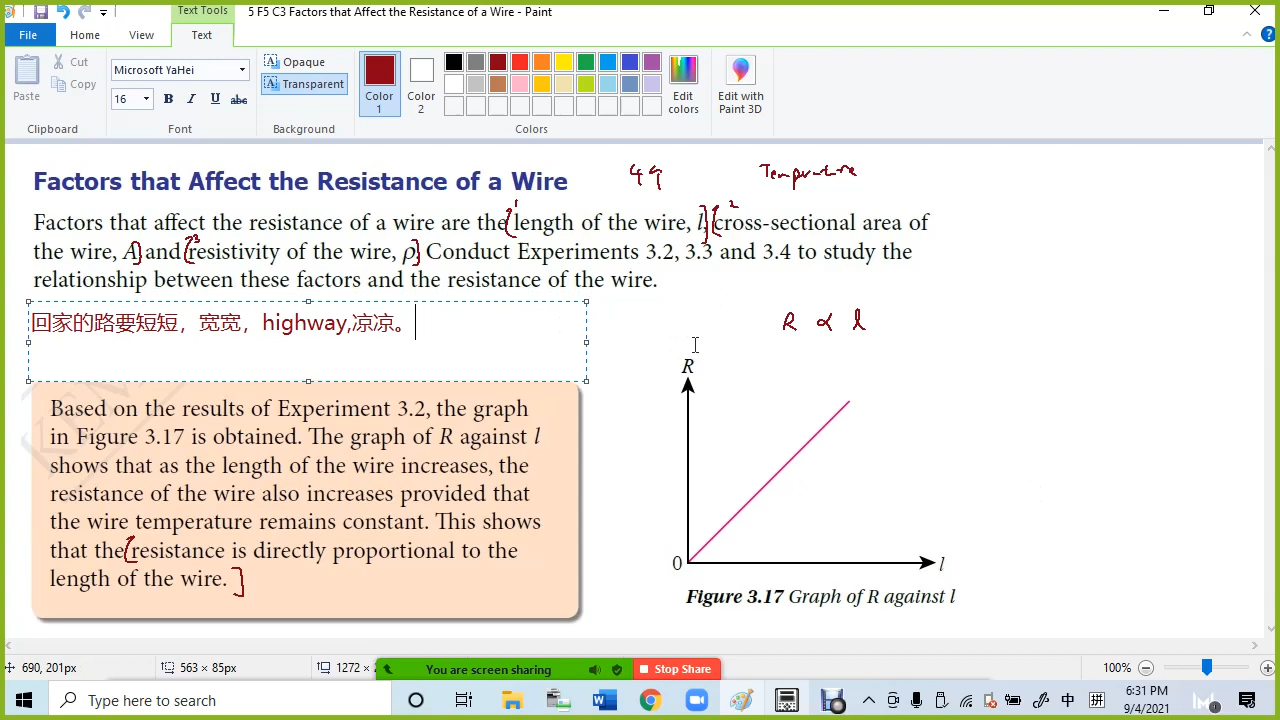 Text Tools
5 F5 C3 Factors that Affect the Resistance of a Wire - Paint
File
Home
View
Text
Paste
Cut
Copy
Clipboard
Microsoft YaHei
16
B I U abc
Font
Opaque
Transparent
Background
Color 1
Color 2
Edit colors
Colors
Edit with Paint 3D
Temperature
Factors that Affect the Resistance of a Wire
1
2
Factors that affect the resistance of a wire are the length of the wire, l, cross-sectional area of
3
the wire, A and resistivity of the wire, ρ. Conduct Experiments 3.2, 3.3 and 3.4 to study the
relationship between these factors and the resistance of the wire.
回家的路要短短，宽宽，highway,凉凉。
R ∝ l
R
Based on the results of Experiment 3.2, the graph
in Figure 3.17 is obtained. The graph of R against l
shows that as the length of the wire increases, the
resistance of the wire also increases provided that
the wire temperature remains constant. This shows
that the resistance is directly proportional to the
length of the wire.
0
l
Figure 3.17 Graph of R against l
690, 201px
563 × 85px
1272 ×
You are screen sharing
Stop Share
100%
Type here to search
中
拼
6:31 PM
9/4/2021